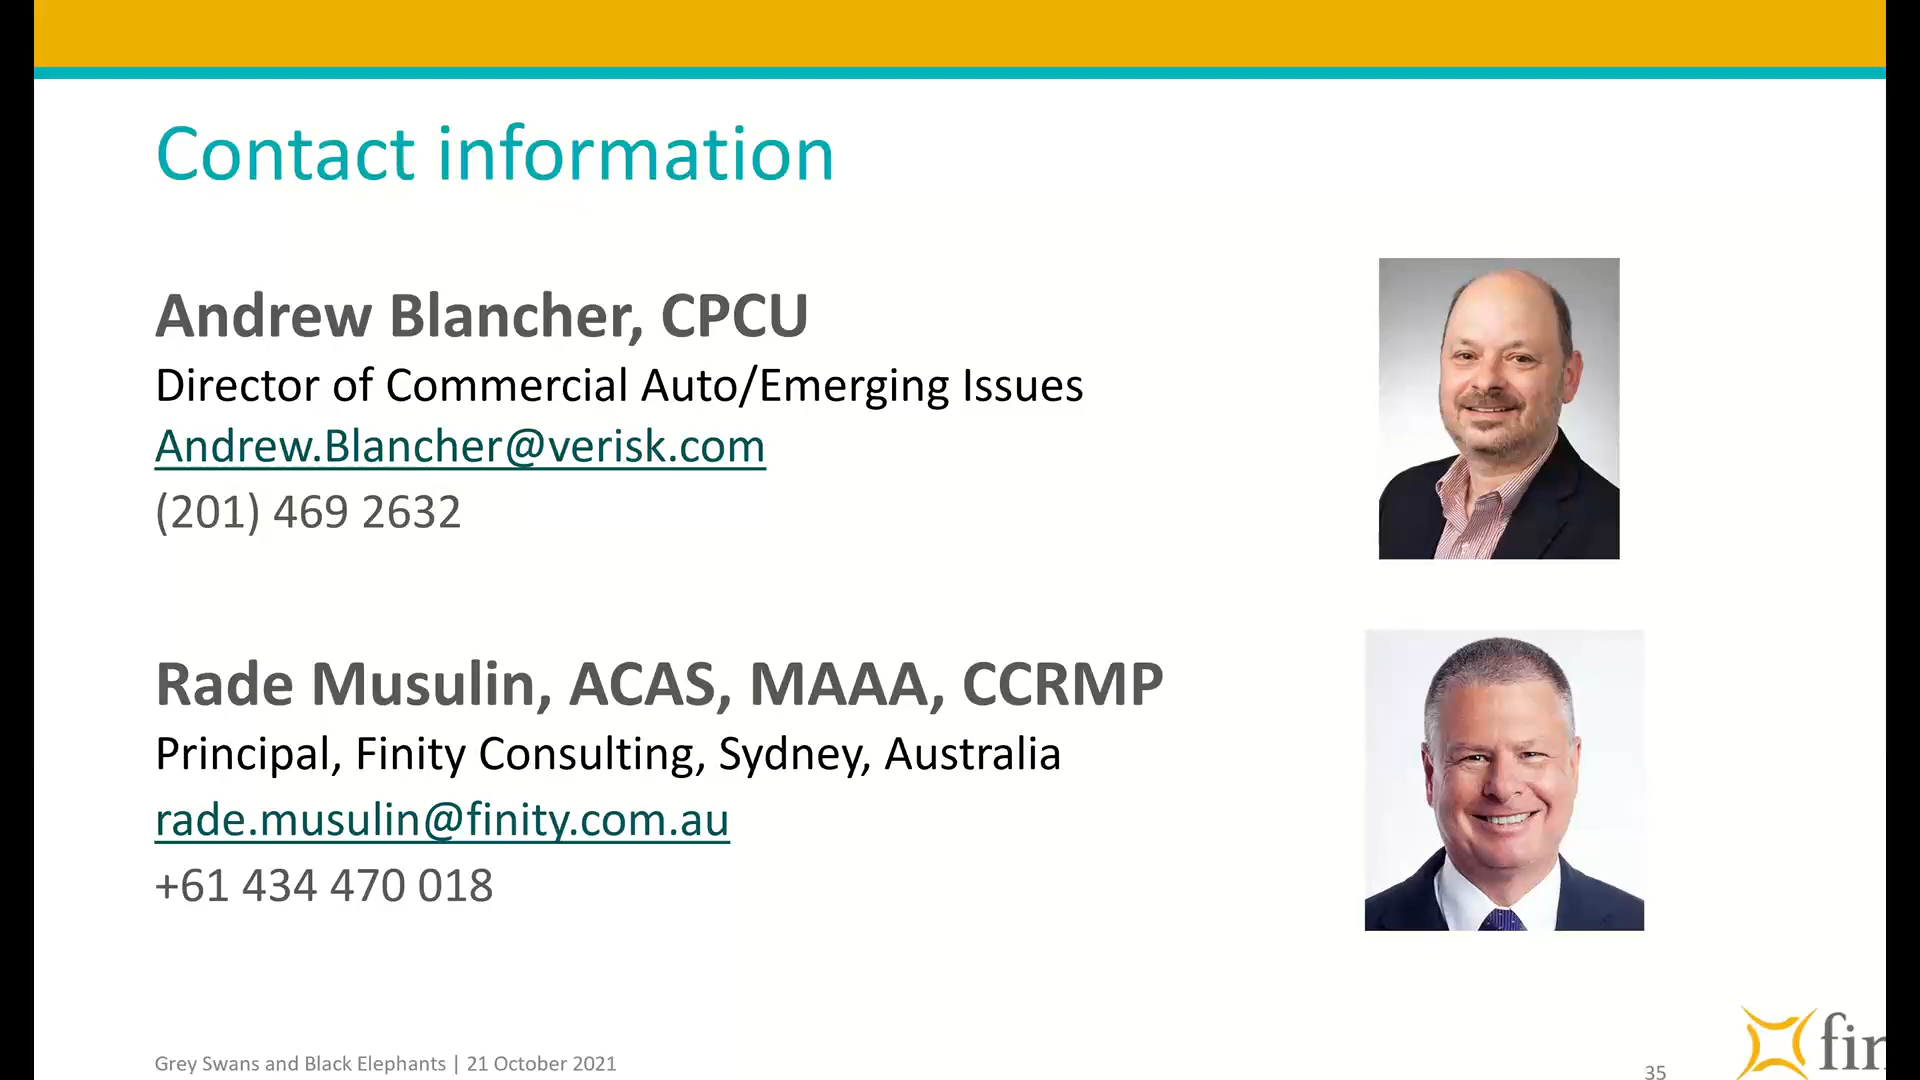 Contact information
Andrew Blancher, CPCU
Director of Commercial Auto/Emerging Issues
Andrew.Blancher@verisk.com
(201) 469 2632
Rade Musulin, ACAS, MAAA, CCRMP
Principal, Finity Consulting, Sydney, Australia
rade.musulin@finity.com.au
+61 434 470 018
Grey Swans and Black Elephants | 21 October 2021
35